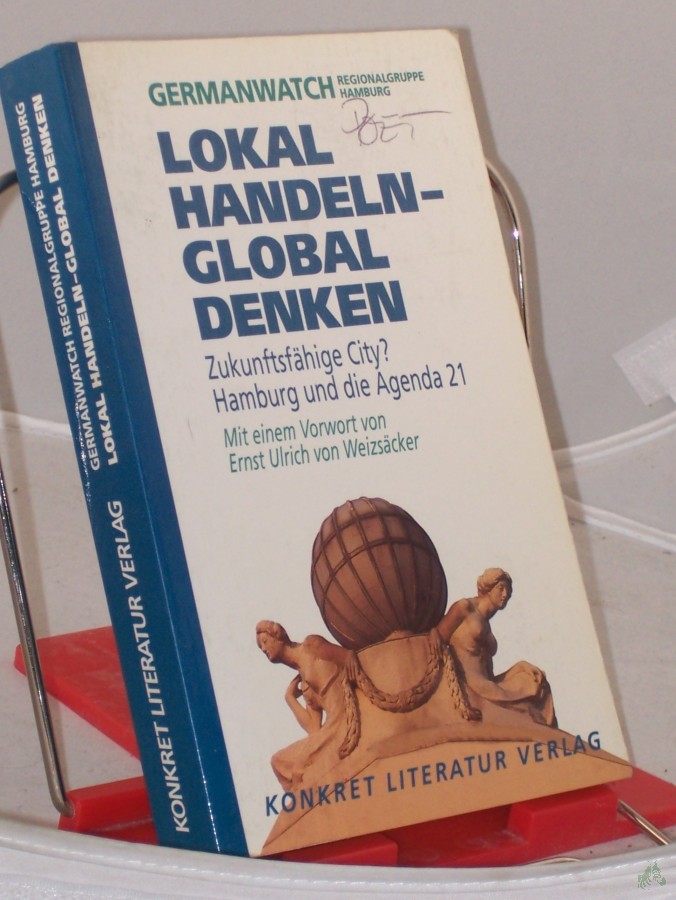 GERMANWATCH REGIONALGRUPPE
HAMBURG
LOKAL
HANDELN-
GLOBAL
DENKEN
Zukunftsfähige City?
Hamburg und die Agenda 21
Mit einem Vorwort von
Ernst Ulrich von Weizsäcker
KONKRET LITERATUR VERLAG
GERMANWATCH REGIONALGRUPPE HAMBURG
LOKAL HANDELN-GLOBAL DENKEN
KONKRET LITERATUR VERLAG